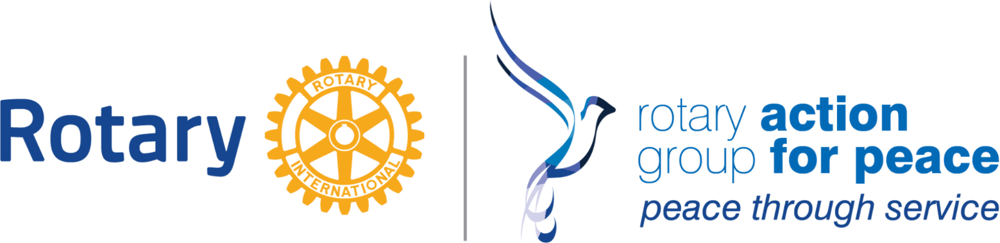 Rotary
ROTARY
INTERNATIONAL
rotary action
group for peace
peace through service